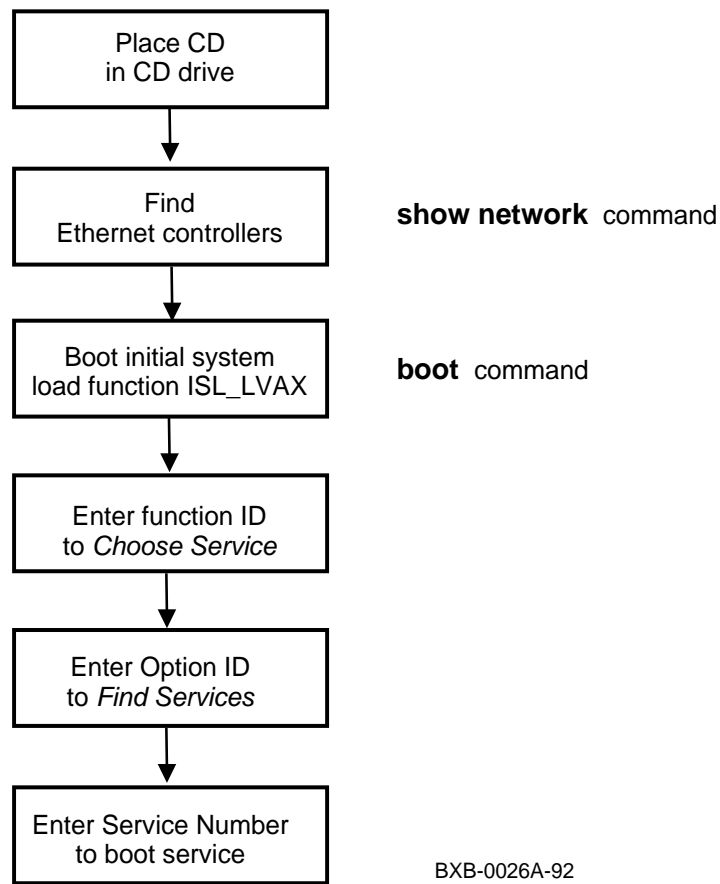 Place CD
in CD drive
Find
Ethernet controllers
show network command
Boot initial system
load function ISL_LVAX
boot command
Enter function ID
to Choose Service
Enter Option ID
to Find Services
Enter Service Number
to boot service
BXB-0026A-92